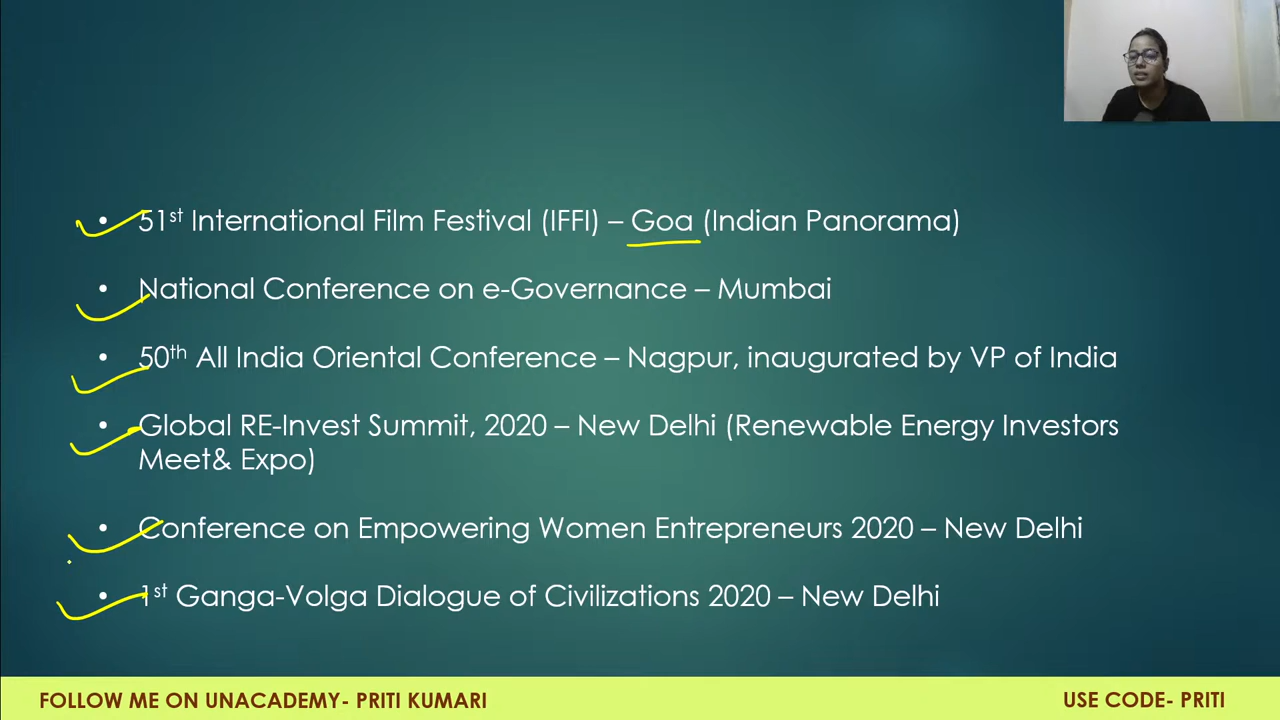 • 51st International Film Festival (IFFI) – Goa (Indian Panorama)
• National Conference on e-Governance – Mumbai
• 50th All India Oriental Conference – Nagpur, inaugurated by VP of India
• Global RE-Invest Summit, 2020 – New Delhi (Renewable Energy Investors
Meet& Expo)
• Conference on Empowering Women Entrepreneurs 2020 – New Delhi
• 1st Ganga-Volga Dialogue of Civilizations 2020 – New Delhi
FOLLOW ME ON UNACADEMY- PRITI KUMARI
USE CODE- PRITI